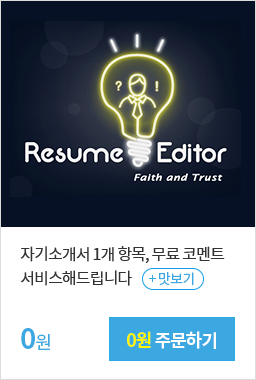 ? !
Resume Editor
Faith and Trust
자기소개서 1개 항목, 무료 코멘트
서비스해드립니다 +맛보기
0원 0원 주문하기